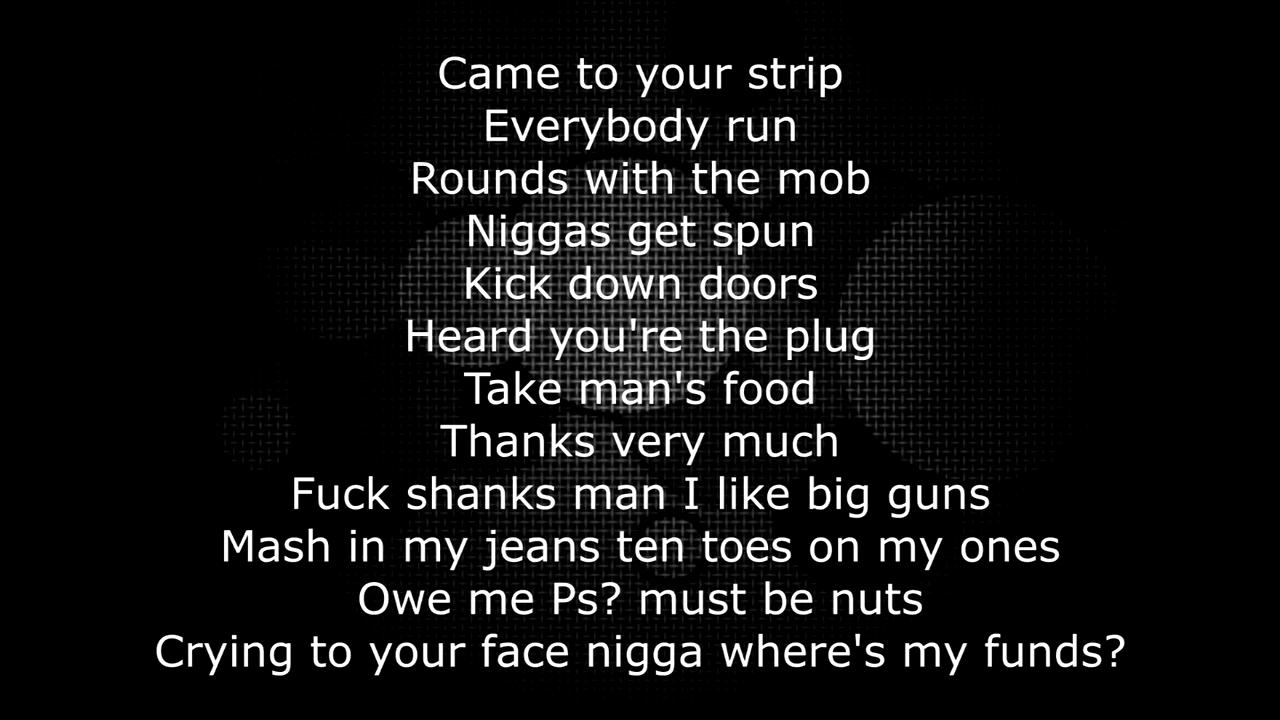 Came to your strip
Everybody run
Rounds with the mob
Niggas get spun
Kick down doors
Heard you're the plug
Take man's food
Thanks very much
Fuck shanks man I like big guns
Mash in my jeans ten toes on my ones
Owe me Ps? must be nuts
Crying to your face nigga where's my funds?